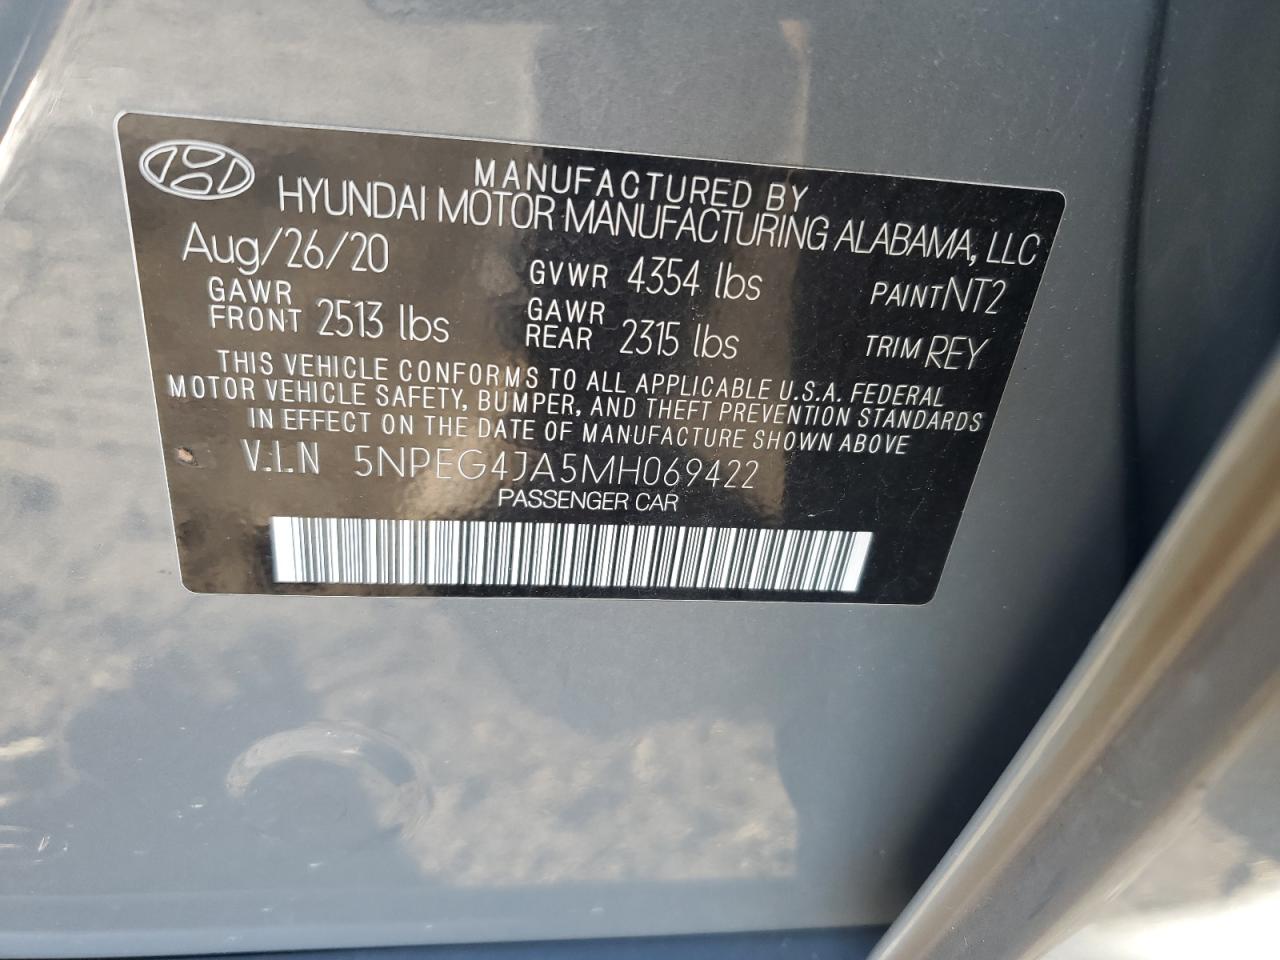 MANUFACTURED BY
HYUNDAI MOTOR MANUFACTURING ALABAMA, LLC
Aug/26/20 GVWR 4354 lbs PAINT NT2
GAWR FRONT 2513 lbs GAWR REAR 2315 lbs TRIM REY
THIS VEHICLE CONFORMS TO ALL APPLICABLE U.S.A. FEDERAL
MOTOR VEHICLE SAFETY, BUMPER, AND THEFT PREVENTION STANDARDS
IN EFFECT ON THE DATE OF MANUFACTURE SHOWN ABOVE
V.I.N 5NPEG4JA5MH069422
PASSENGER CAR